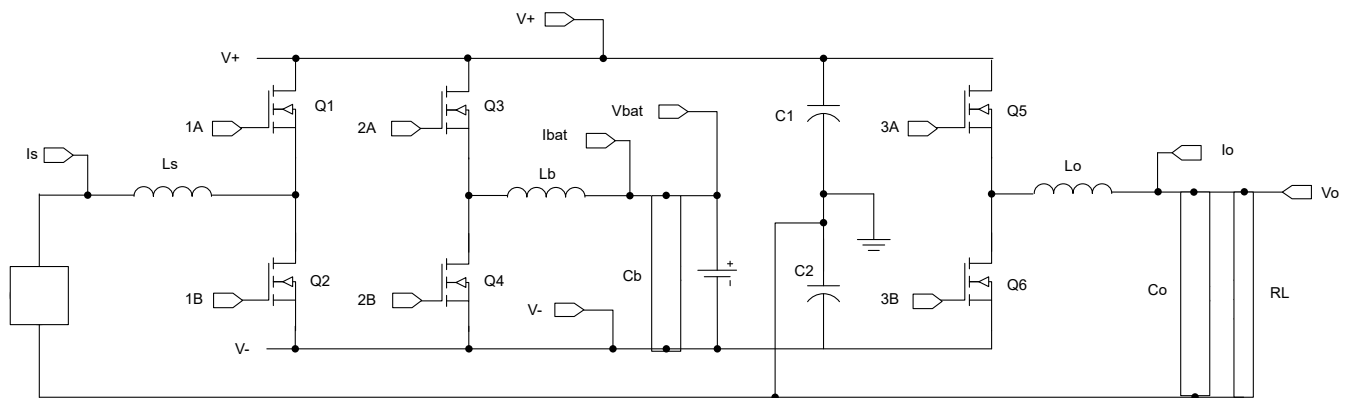 V+
V+
Q1
Q3
Q5
1A
2A
3A
Vbat
Ibat
C1
Is
Ls
Lb
Lo
Io
Vo
Q2
Q4
Q6
1B
2B
3B
Cb
+
-
C2
Co
RL
V-
V-